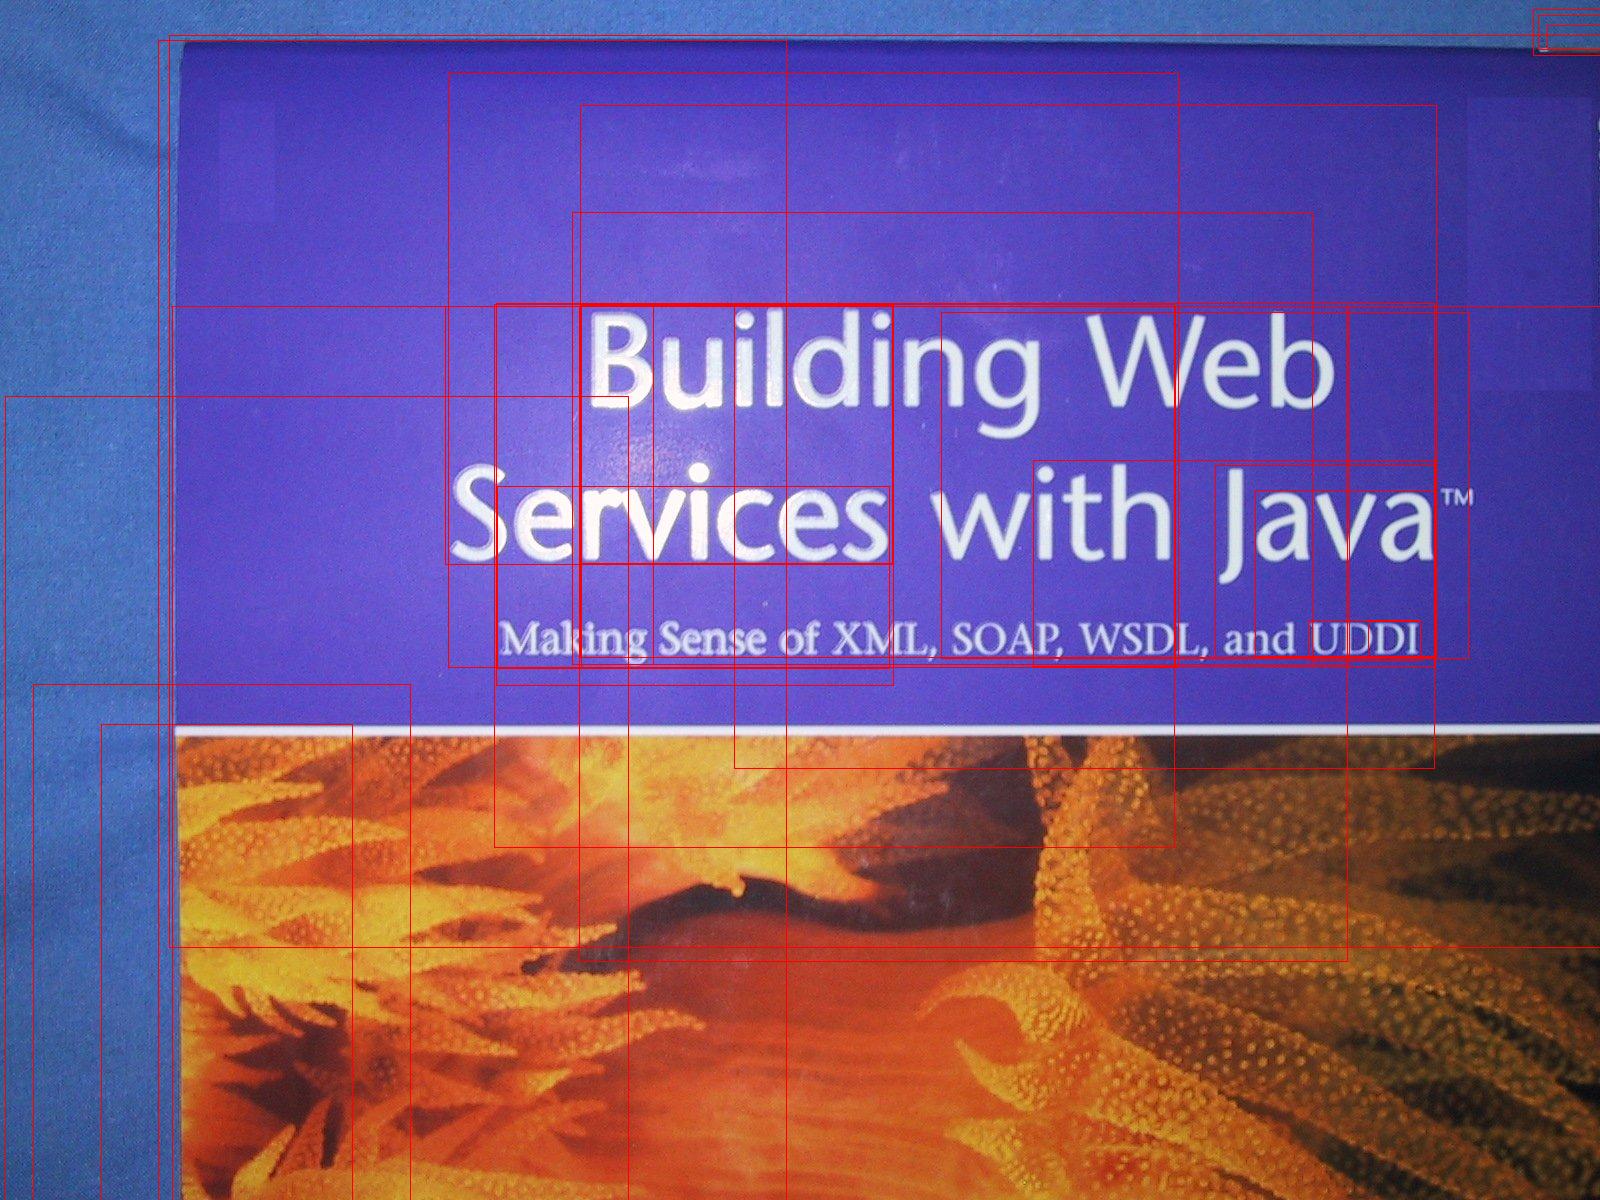 Building Web
Services with Java™
Making Sense of XML, SOAP, WSDL, and UDDI